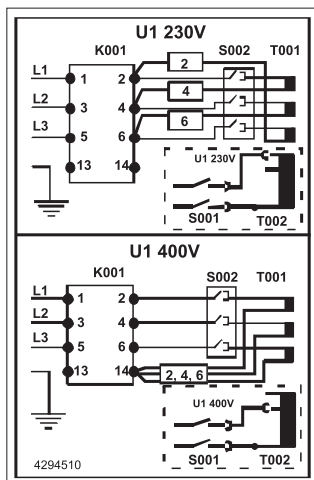 U1 230V
K001 S002 T001
2
L1 1 2
4
L2 3 4
6
L3 5 6
13 14
U1 230V
S001 T002
U1 400V
K001 S002 T001
L1 1 2
L2 3 4
L3 5 6
13 14 2, 4, 6
U1 400V
S001 T002
4294510